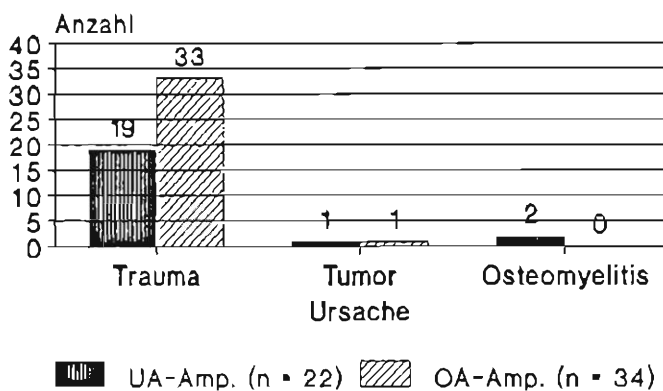 Anzahl
40
35
30
25
20
15
10
5
0
19
33
1
1
2
0
Trauma
Tumor
Osteomyelitis
Ursache
UA-Amp. (n = 22)
OA-Amp. (n = 34)